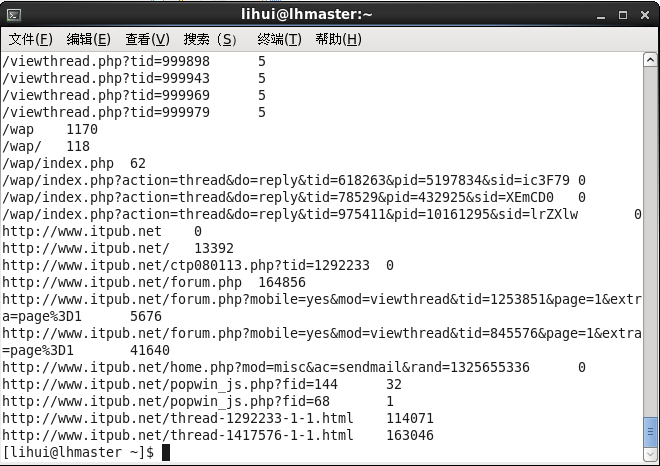 lihui@lhmaster:~
文件(F) 编辑(E) 查看(V) 搜索 (S) 终端(T) 帮助(H)
/viewthread.php?tid=999898 5
/viewthread.php?tid=999943 5
/viewthread.php?tid=999969 5
/viewthread.php?tid=999979 5
/wap 1170
/wap/ 118
/wap/index.php 62
/wap/index.php?action=thread&do=reply&tid=618263&pid=5197834&sid=ic3F79 0
/wap/index.php?action=thread&do=reply&tid=78529&pid=432925&sid=XEmCD0 0
/wap/index.php?action=thread&do=reply&tid=975411&pid=10161295&sid=lrZXlw 0
http://www.itpub.net 0
http://www.itpub.net/ 13392
http://www.itpub.net/ctp080113.php?tid=1292233 0
http://www.itpub.net/forum.php 164856
http://www.itpub.net/forum.php?mobile=yes&mod=viewthread&tid=1253851&page=1&extr
a=page%3D1 5676
http://www.itpub.net/forum.php?mobile=yes&mod=viewthread&tid=845576&page=1&extra
=page%3D1 41640
http://www.itpub.net/home.php?mod=misc&ac=sendmail&rand=1325655336 0
http://www.itpub.net/popwin_js.php?fid=144 32
http://www.itpub.net/popwin_js.php?fid=68 1
http://www.itpub.net/thread-1292233-1-1.html 114071
http://www.itpub.net/thread-1417576-1-1.html 163046
[lihui@lhmaster ~]$